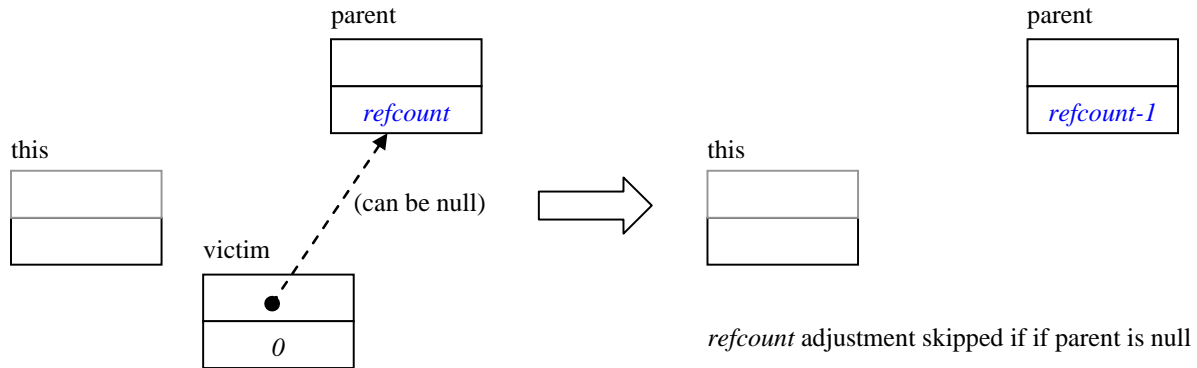 parent
refcount
this
(can be null)
victim
0
parent
refcount-1
this
refcount adjustment skipped if if parent is null